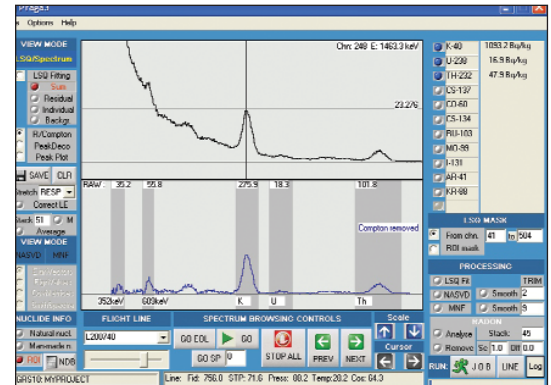 Praga3
s Options Help
VIEW MODE
LSQ/Spectrum
LSQ Fitting
Sum
Residual
Individual
Backgr.
RI/Compton
PeakDeco
Peak Plot
SAVE CLR
Stretch RESP
Correct LE
Stack 51 M
Average
VIEW MODE
NASVD MNF
NUCLIDE INFO
Natural nucl.
Man-made n.
ROI NDB
Chn: 248 E: 1463.3 keV
23.276
RAW: 35.2 55.8 275.9 18.3 101.8
Compton removed
352keV 609keV K U Th
FLIGHT LINE
L200740
SPECTRUM BROWSING CONTROLS
GO EOL GO
GO SP 0
STOP ALL PREV NEXT
Scale
Cursor
K-40 1093.2 Bq/kg
U-238 16.9 Bq/kg
TH-232 47.9 Bq/kg
CS-137
CO-60
CS-134
RU-103
MO-99
I-131
AR-41
KR-88
LSQ MASK
From chn. 41 to 504
ROI mask
PROCESSING
LSQ Fit TRIM
NASVD Smooth 2
MNF Smooth 9
RADON
Analyse Stack: 45
Remove Sc 1.0 Off 0.0
RUN: JOB LINE Log
GRS10: MYPROJECT
Line: Fid: 756.0 STP: 71.6 Press: 88.2 Temp:20.2 Cos: 64.3